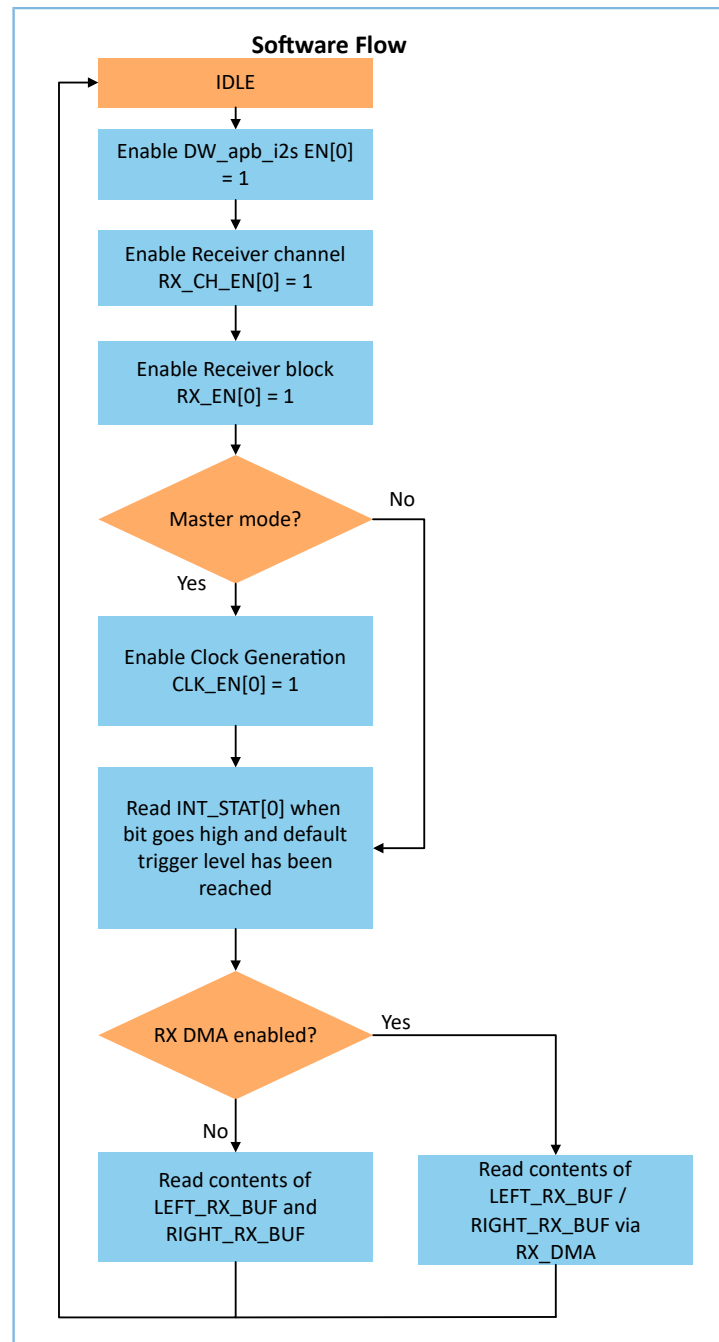 Software Flow
IDLE
Enable DW_apb_i2s EN[0]
= 1
Enable Receiver channel
RX_CH_EN[0] = 1
Enable Receiver block
RX_EN[0] = 1
Master mode?
No
Yes
Enable Clock Generation
CLK_EN[0] = 1
Read INT_STAT[0] when
bit goes high and default
trigger level has been
reached
RX DMA enabled?
Yes
No
Read contents of
LEFT_RX_BUF and
RIGHT_RX_BUF
Read contents of
LEFT_RX_BUF /
RIGHT_RX_BUF via
RX_DMA